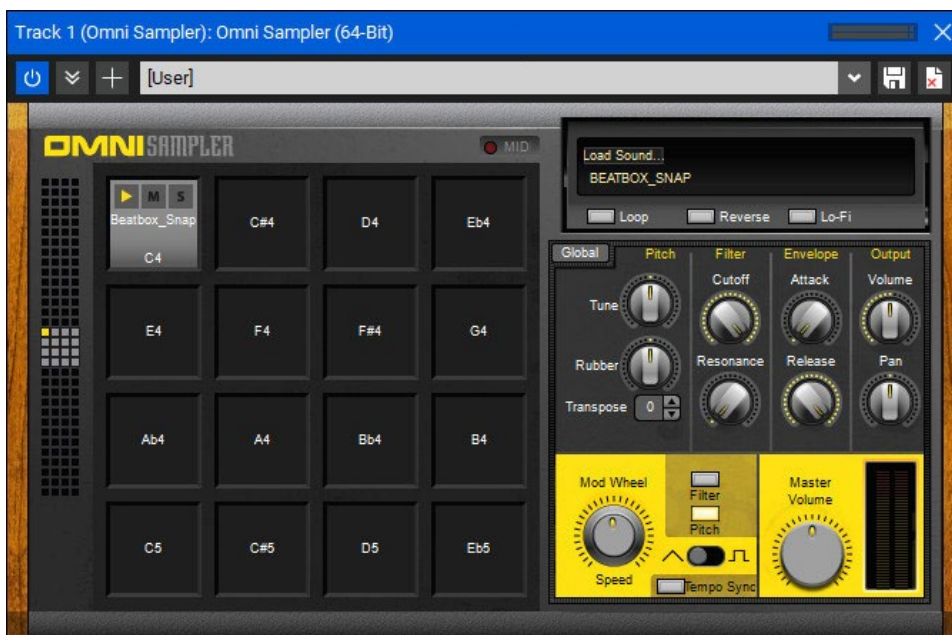 Track 1 (Omni Sampler): Omni Sampler (64-Bit)
[User]
OMNISAMPLER
MID
Load Sound...
BEATBOX_SNAP
Loop
Reverse
Lo-Fi
M S
Beatbox_Snap
C4
C#4
D4
Eb4
E4
F4
F#4
G4
Ab4
A4
Bb4
B4
C5
C#5
D5
Eb5
Global
Pitch
Filter
Envelope
Output
Tune
Cutoff
Attack
Volume
Rubber
Resonance
Release
Pan
Transpose 0
Mod Wheel
Speed
Filter
Pitch
Tempo Sync
Master
Volume